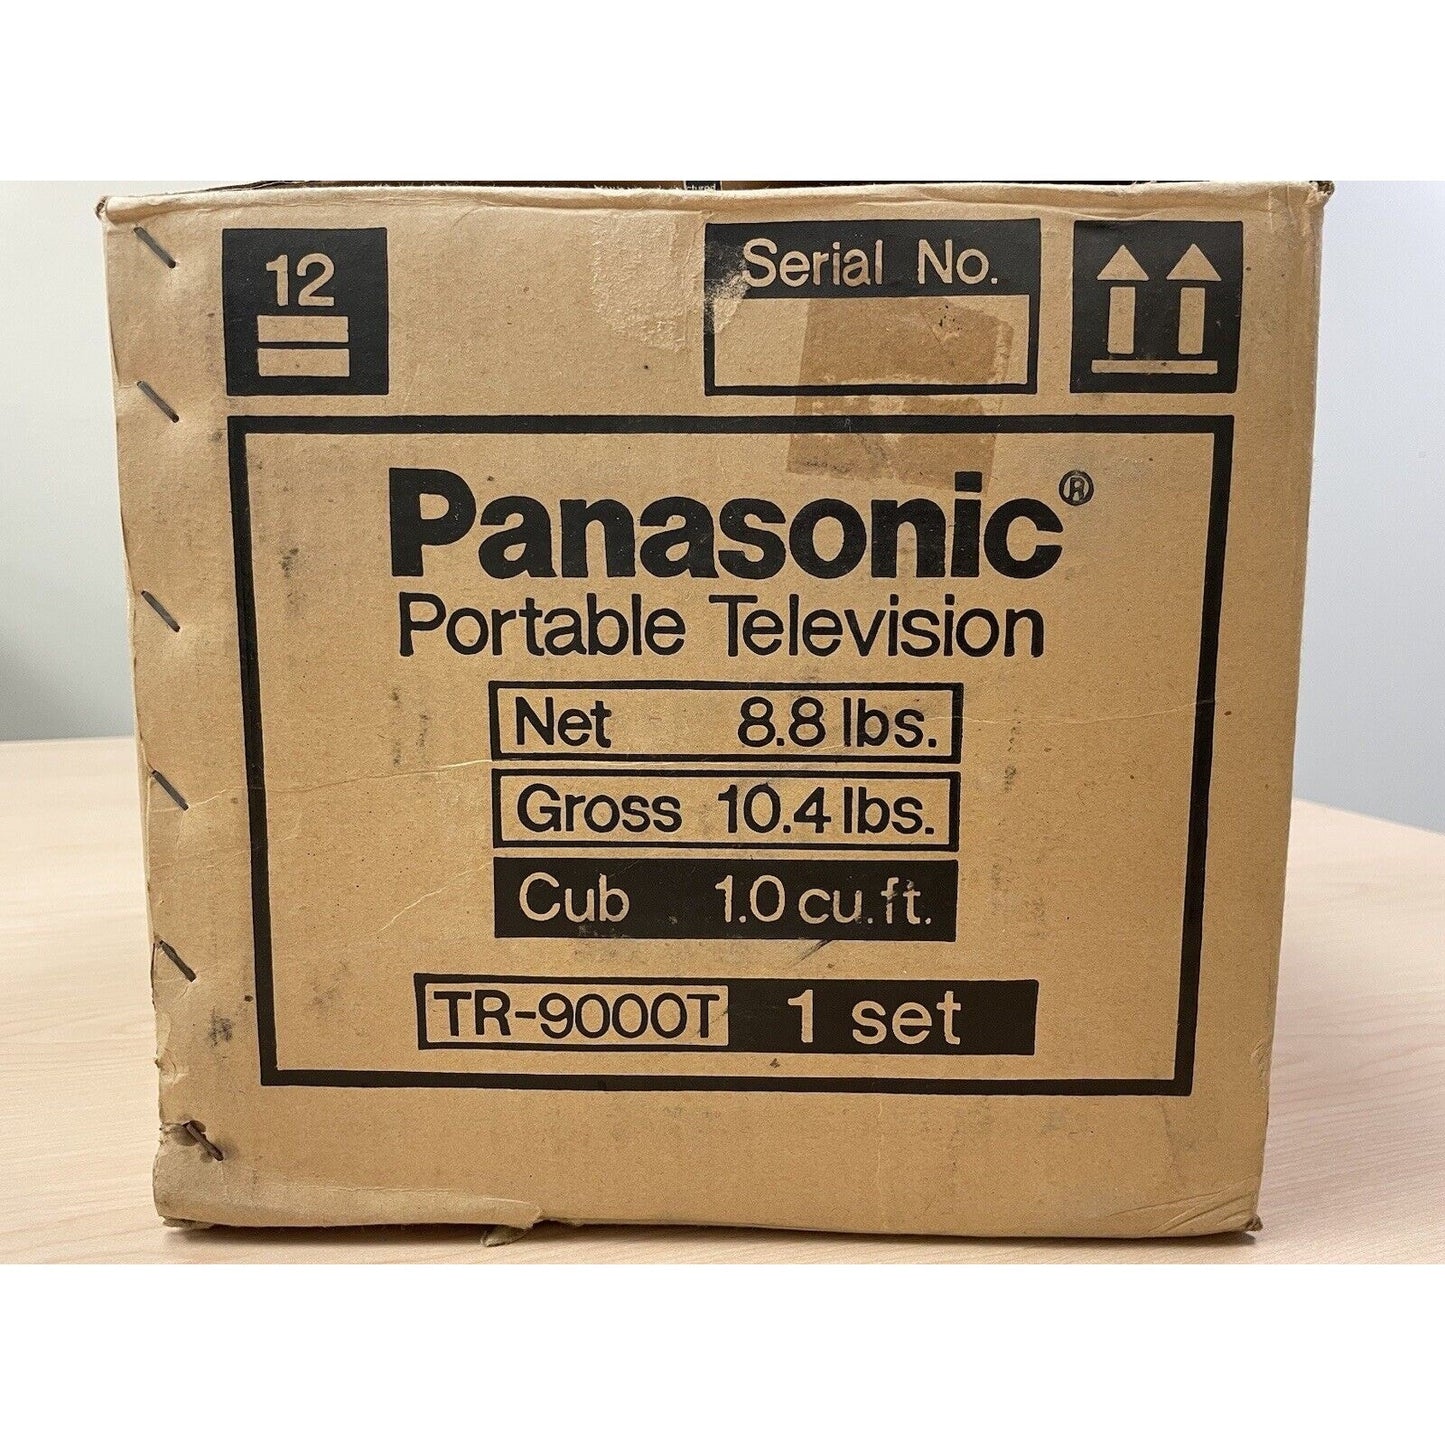 ctured
12
Serial No.
Panasonic®
Portable Television
Net 8.8 lbs.
Gross 10.4 lbs.
Cub 1.0 cu. ft.
TR-9000T 1 set